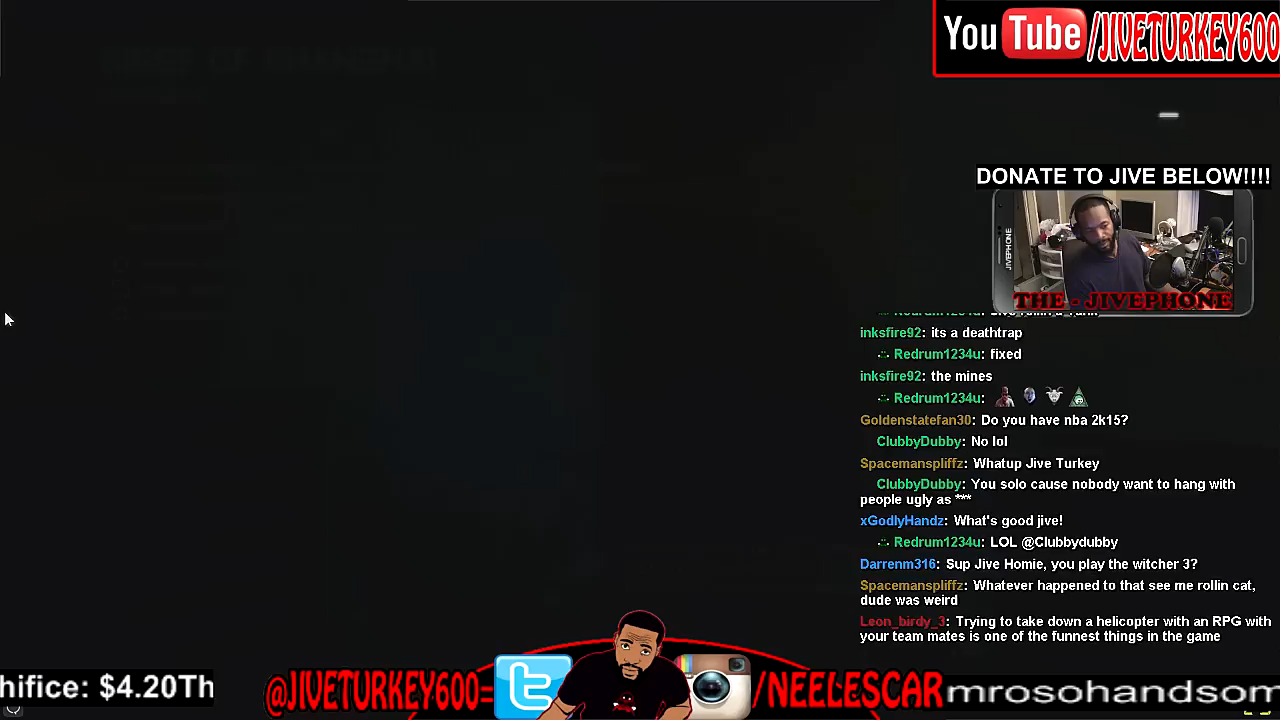 You Tube /JIVETURKEY600
DONATE TO JIVE BELOW!!!!
JIVEPHONE
THE - JIVEPHONE
inksfire92: its a deathtrap
Redrum1234u: fixed
inksfire92: the mines
Redrum1234u:
Goldenstatefan30: Do you have nba 2k15?
ClubbyDubby: No lol
Spacemanspliffz: Whatup Jive Turkey
ClubbyDubby: You solo cause nobody want to hang with
people ugly as ***
xGodlyHandz: What's good jive!
Redrum1234u: LOL @Clubbydubby
Darrenm316: Sup Jive Homie, you play the witcher 3?
Spacemanspliffz: Whatever happened to that see me rollin cat,
dude was weird
Leon_birdy_3: Trying to take down a helicopter with an RPG with
your team mates is one of the funnest things in the game
hifice: $4.20Th
@JIVETURKEY600= t /NEELESCAR
mrosohandsom